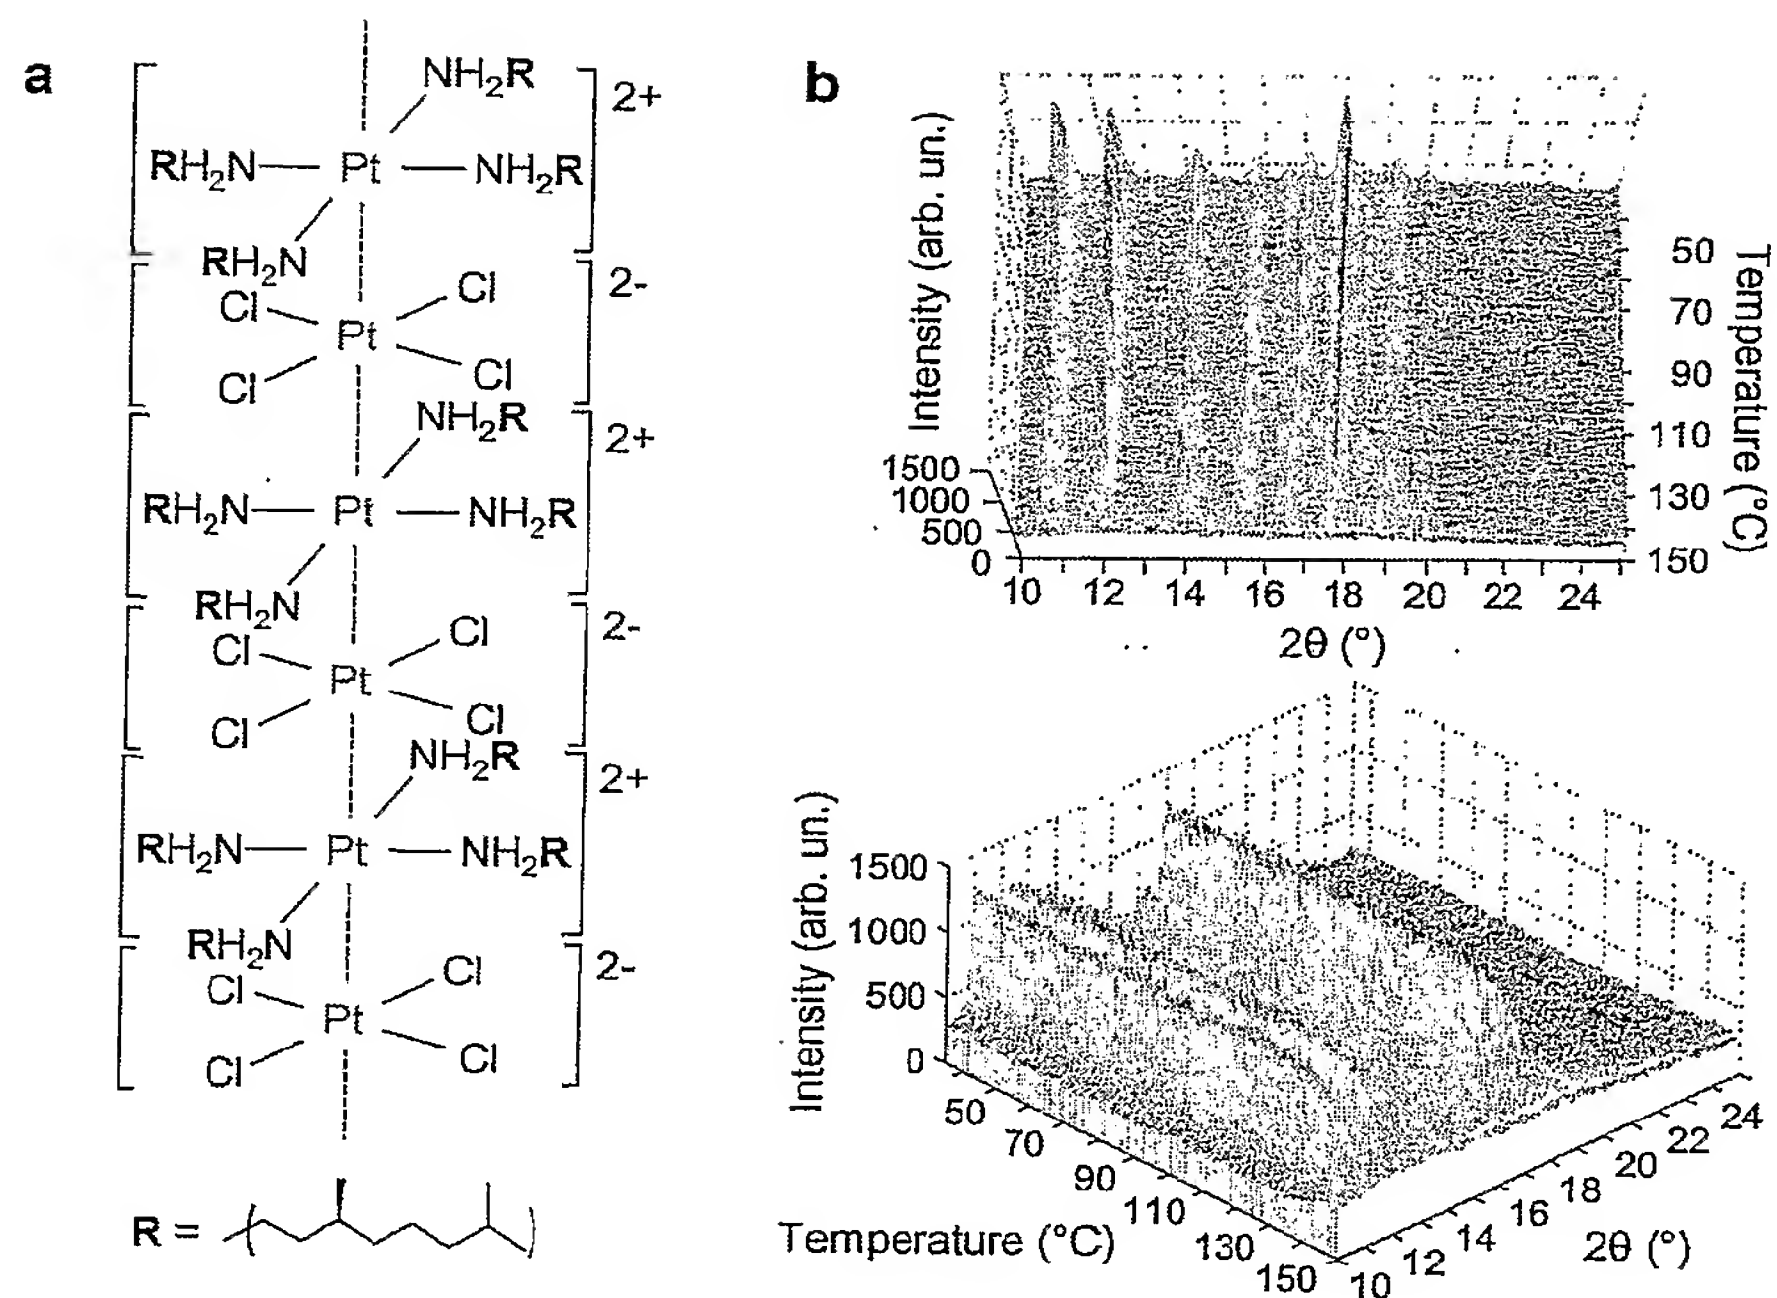 a
NH2R
2+
RH2N Pt NH2R
RH2N
Cl Cl
2-
Pt
Cl Cl
NH2R
2+
RH2N Pt NH2R
RH2N
Cl Cl
2-
Pt
Cl Cl
NH2R
2+
RH2N Pt NH2R
RH2N
Cl Cl
2-
Pt
Cl Cl
R =
b
Intensity (arb. un.)
1500
1000
500
0
10 12 14 16 18 20 22 24
2θ (°)
50
70
90
110
130
150
Temperature (°C)
Intensity (arb. un.)
1500
1000
500
0
50
70
90
110
130
150
Temperature (°C)
10
12
14
16
18
20
22
24
2θ (°)